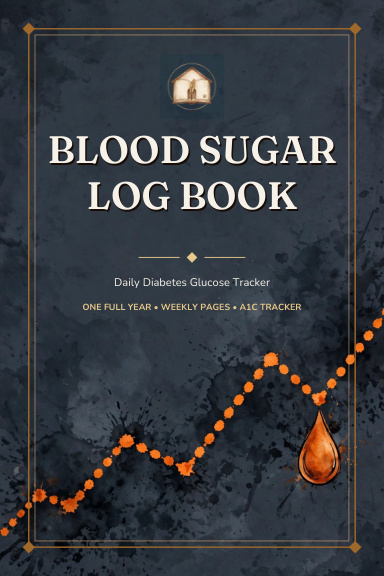 BLOOD SUGAR
LOG BOOK
Daily Diabetes Glucose Tracker
ONE FULL YEAR • WEEKLY PAGES • A1C TRACKER